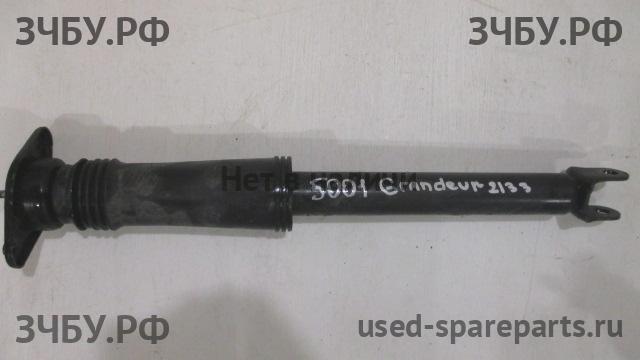 ЗЧБУ.РФ ЗЧБУ.РФ
Нет в наличии
5001 Grandeur 2133
ЗЧБУ.РФ used-spareparts.ru